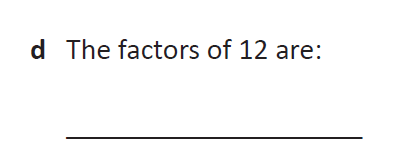 d The factors of 12 are: